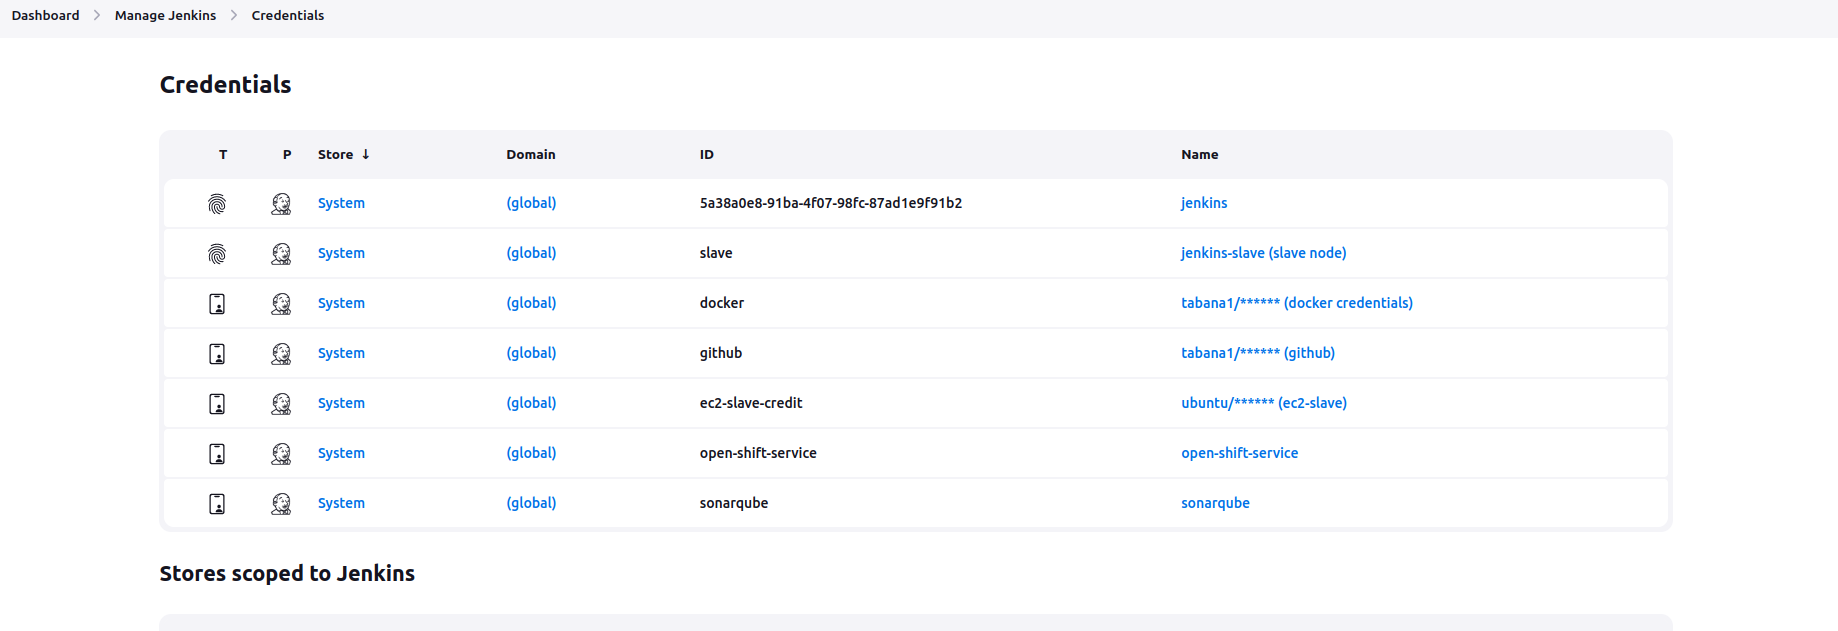 Dashboard > Manage Jenkins > Credentials
Credentials
T P Store ↓ Domain ID Name
System (global) 5a38a0e8-91ba-4f07-98fc-87ad1e9f91b2 jenkins
System (global) slave jenkins-slave (slave node)
System (global) docker tabana1/****** (docker credentials)
System (global) github tabana1/****** (github)
System (global) ec2-slave-credit ubuntu/****** (ec2-slave)
System (global) open-shift-service open-shift-service
System (global) sonarqube sonarqube
Stores scoped to Jenkins